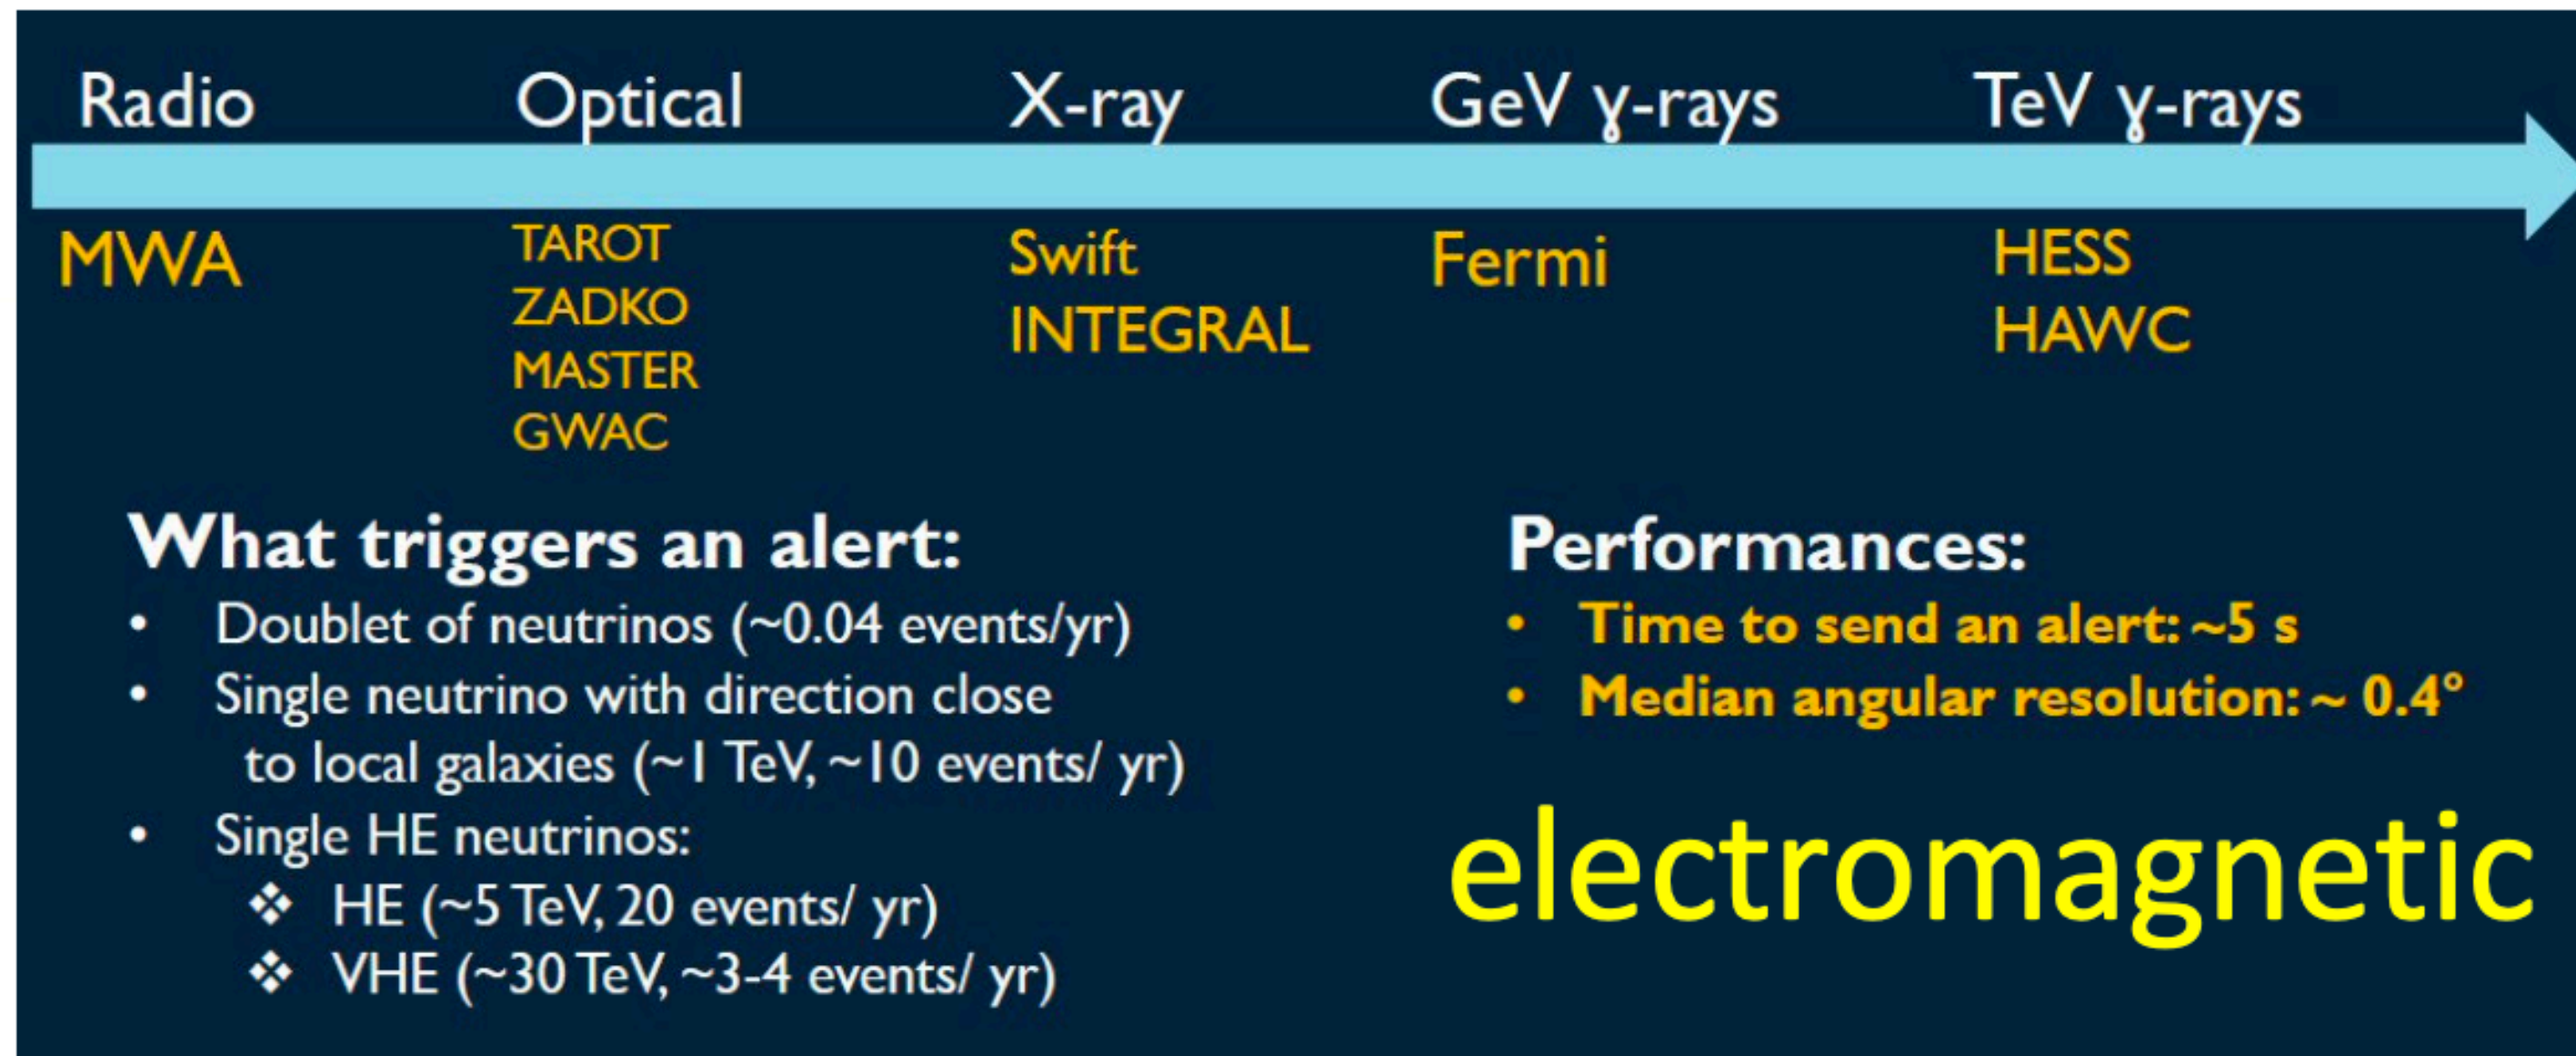 Radio Optical X-ray GeV γ-rays TeV γ-rays
MWA
TAROT
ZADKO
MASTER
GWAC
Swift
INTEGRAL
Fermi
HESS
HAWC
What triggers an alert:
• Doublet of neutrinos (~0.04 events/yr)
• Single neutrino with direction close
to local galaxies (~1 TeV, ~10 events/ yr)
• Single HE neutrinos:
❖ HE (~5 TeV, 20 events/ yr)
❖ VHE (~30 TeV, ~3-4 events/ yr)
Performances:
• Time to send an alert: ~5 s
• Median angular resolution: ~ 0.4°
electromagnetic